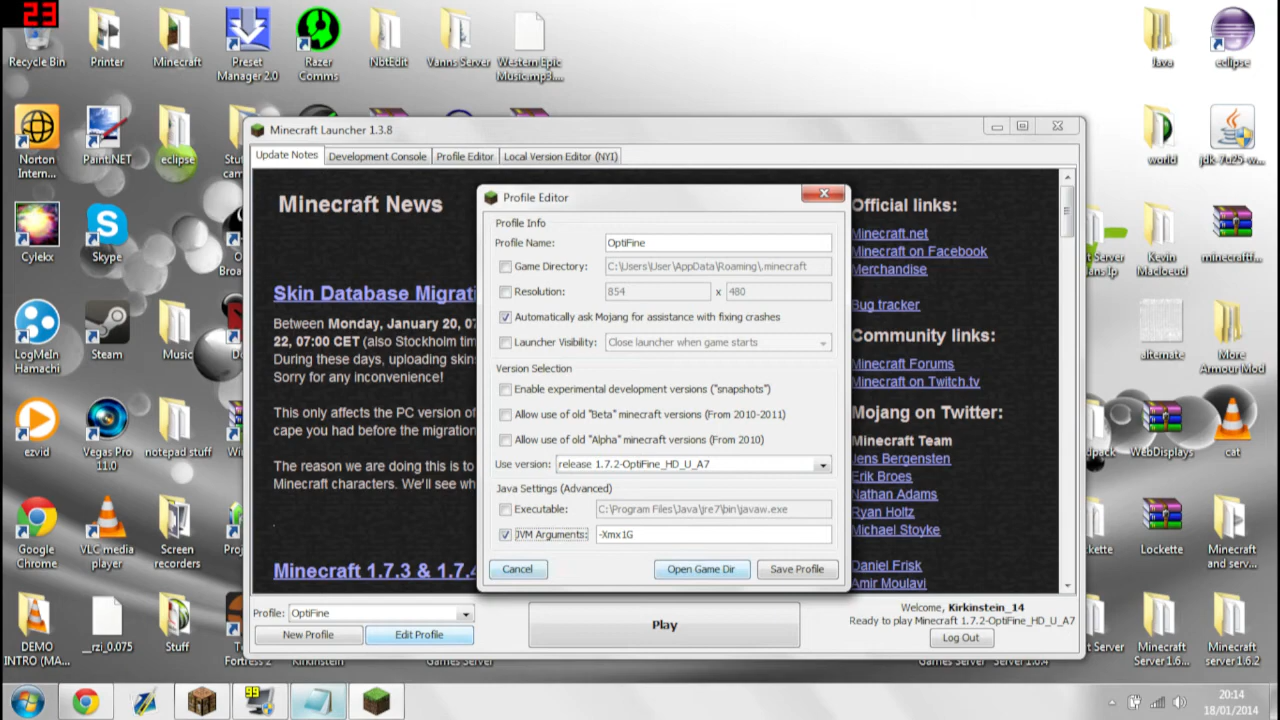 23
Recycle Bin
Printer
Minecraft
Preset Manager 2.0
Razer Comms
NbtEdit
Vanns Server
Western Epic Music.mp3...
Java
eclipse
Norton Intern...
Paint.NET
eclipse
world
jdk-7u25-w...
Cylekx
Skype
Kevin Macleod
minecraftf...
LogMeIn Hamachi
Steam
Music
alternate
More Armour Mod
ezvid
Vegas Pro 11.0
notepad stuff
WebDisplays
cat
Google Chrome
VLC media player
Screen recorders
Lockette
Minecraft and serv...
DEMO INTRO (MA...
__rzi_0.075
Stuff
Fortress 2
Kirkinstein
Games Server
Games Server
Server 1.6.4
Minecraft Server 1.6...
Minecraft server 1.6.2
Minecraft Launcher 1.3.8
Update Notes
Development Console
Profile Editor
Local Version Editor (NYI)
Minecraft News
Skin Database Migrati
Between Monday, January 20, 07
22, 07:00 CET (also Stockholm tim
During these days, uploading skin
Sorry for any inconvenience!
This only affects the PC version of
cape you had before the migration
The reason we are doing this is to
Minecraft characters. We'll see wh
Minecraft 1.7.3 & 1.7.4
Official links:
Minecraft.net
Minecraft on Facebook
Merchandise
Bug tracker
Community links:
Minecraft Forums
Minecraft on Twitch.tv
Mojang on Twitter:
Minecraft Team
Jens Bergensten
Erik Broes
Nathan Adams
Ryan Holtz
Michael Stoyke
Daniel Frisk
Amir Moulavi
Profile Editor
Profile Info
Profile Name: OptiFine
Game Directory: C:\Users\User\AppData\Roaming\.minecraft
Resolution: 854 x 480
Automatically ask Mojang for assistance with fixing crashes
Launcher Visibility: Close launcher when game starts
Version Selection
Enable experimental development versions ("snapshots")
Allow use of old "Beta" minecraft versions (From 2010-2011)
Allow use of old "Alpha" minecraft versions (From 2010)
Use version: release 1.7.2-OptiFine_HD_U_A7
Java Settings (Advanced)
Executable: C:\Program Files\Java\jre7\bin\javaw.exe
JVM Arguments: -Xmx1G
Cancel
Open Game Dir
Save Profile
Profile: OptiFine
New Profile
Edit Profile
Play
Welcome, Kirkinstein_14
Ready to play Minecraft 1.7.2-OptiFine_HD_U_A7
Log Out
99
20:14
18/01/2014